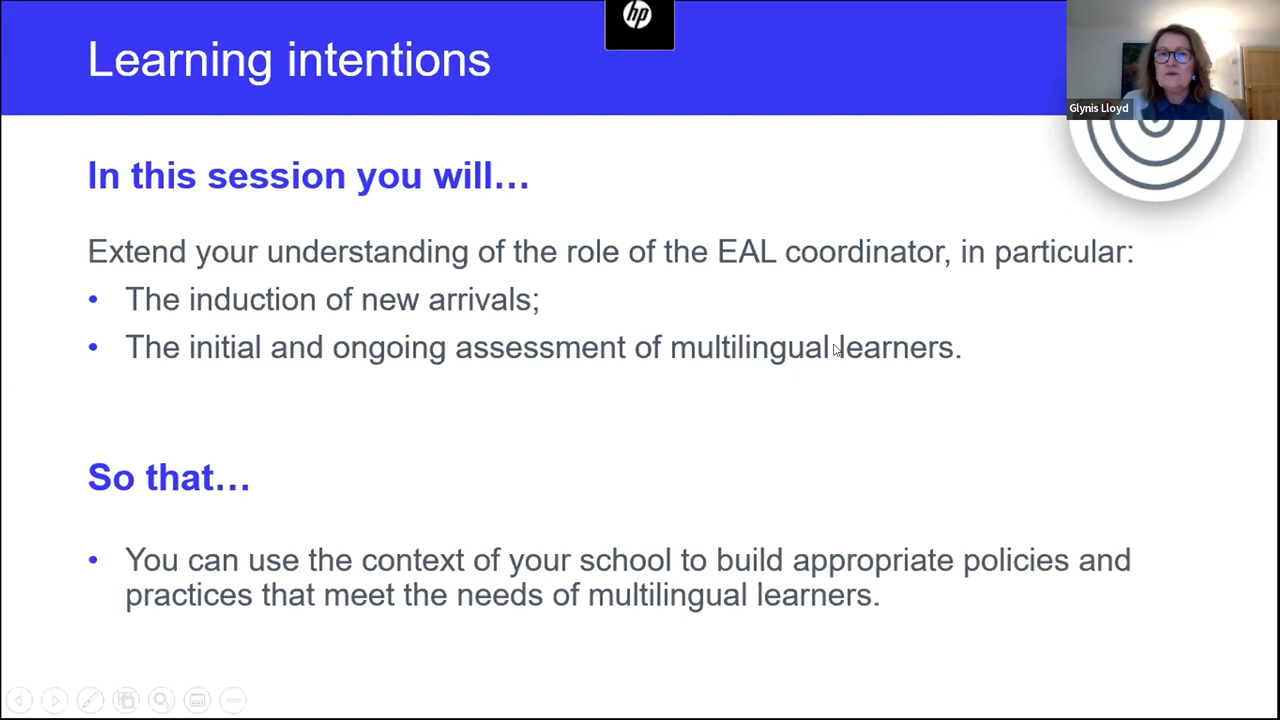 hp
Learning intentions
Glynis Lloyd
In this session you will…
Extend your understanding of the role of the EAL coordinator, in particular:
• The induction of new arrivals;
• The initial and ongoing assessment of multilingual learners.
So that…
• You can use the context of your school to build appropriate policies and
practices that meet the needs of multilingual learners.